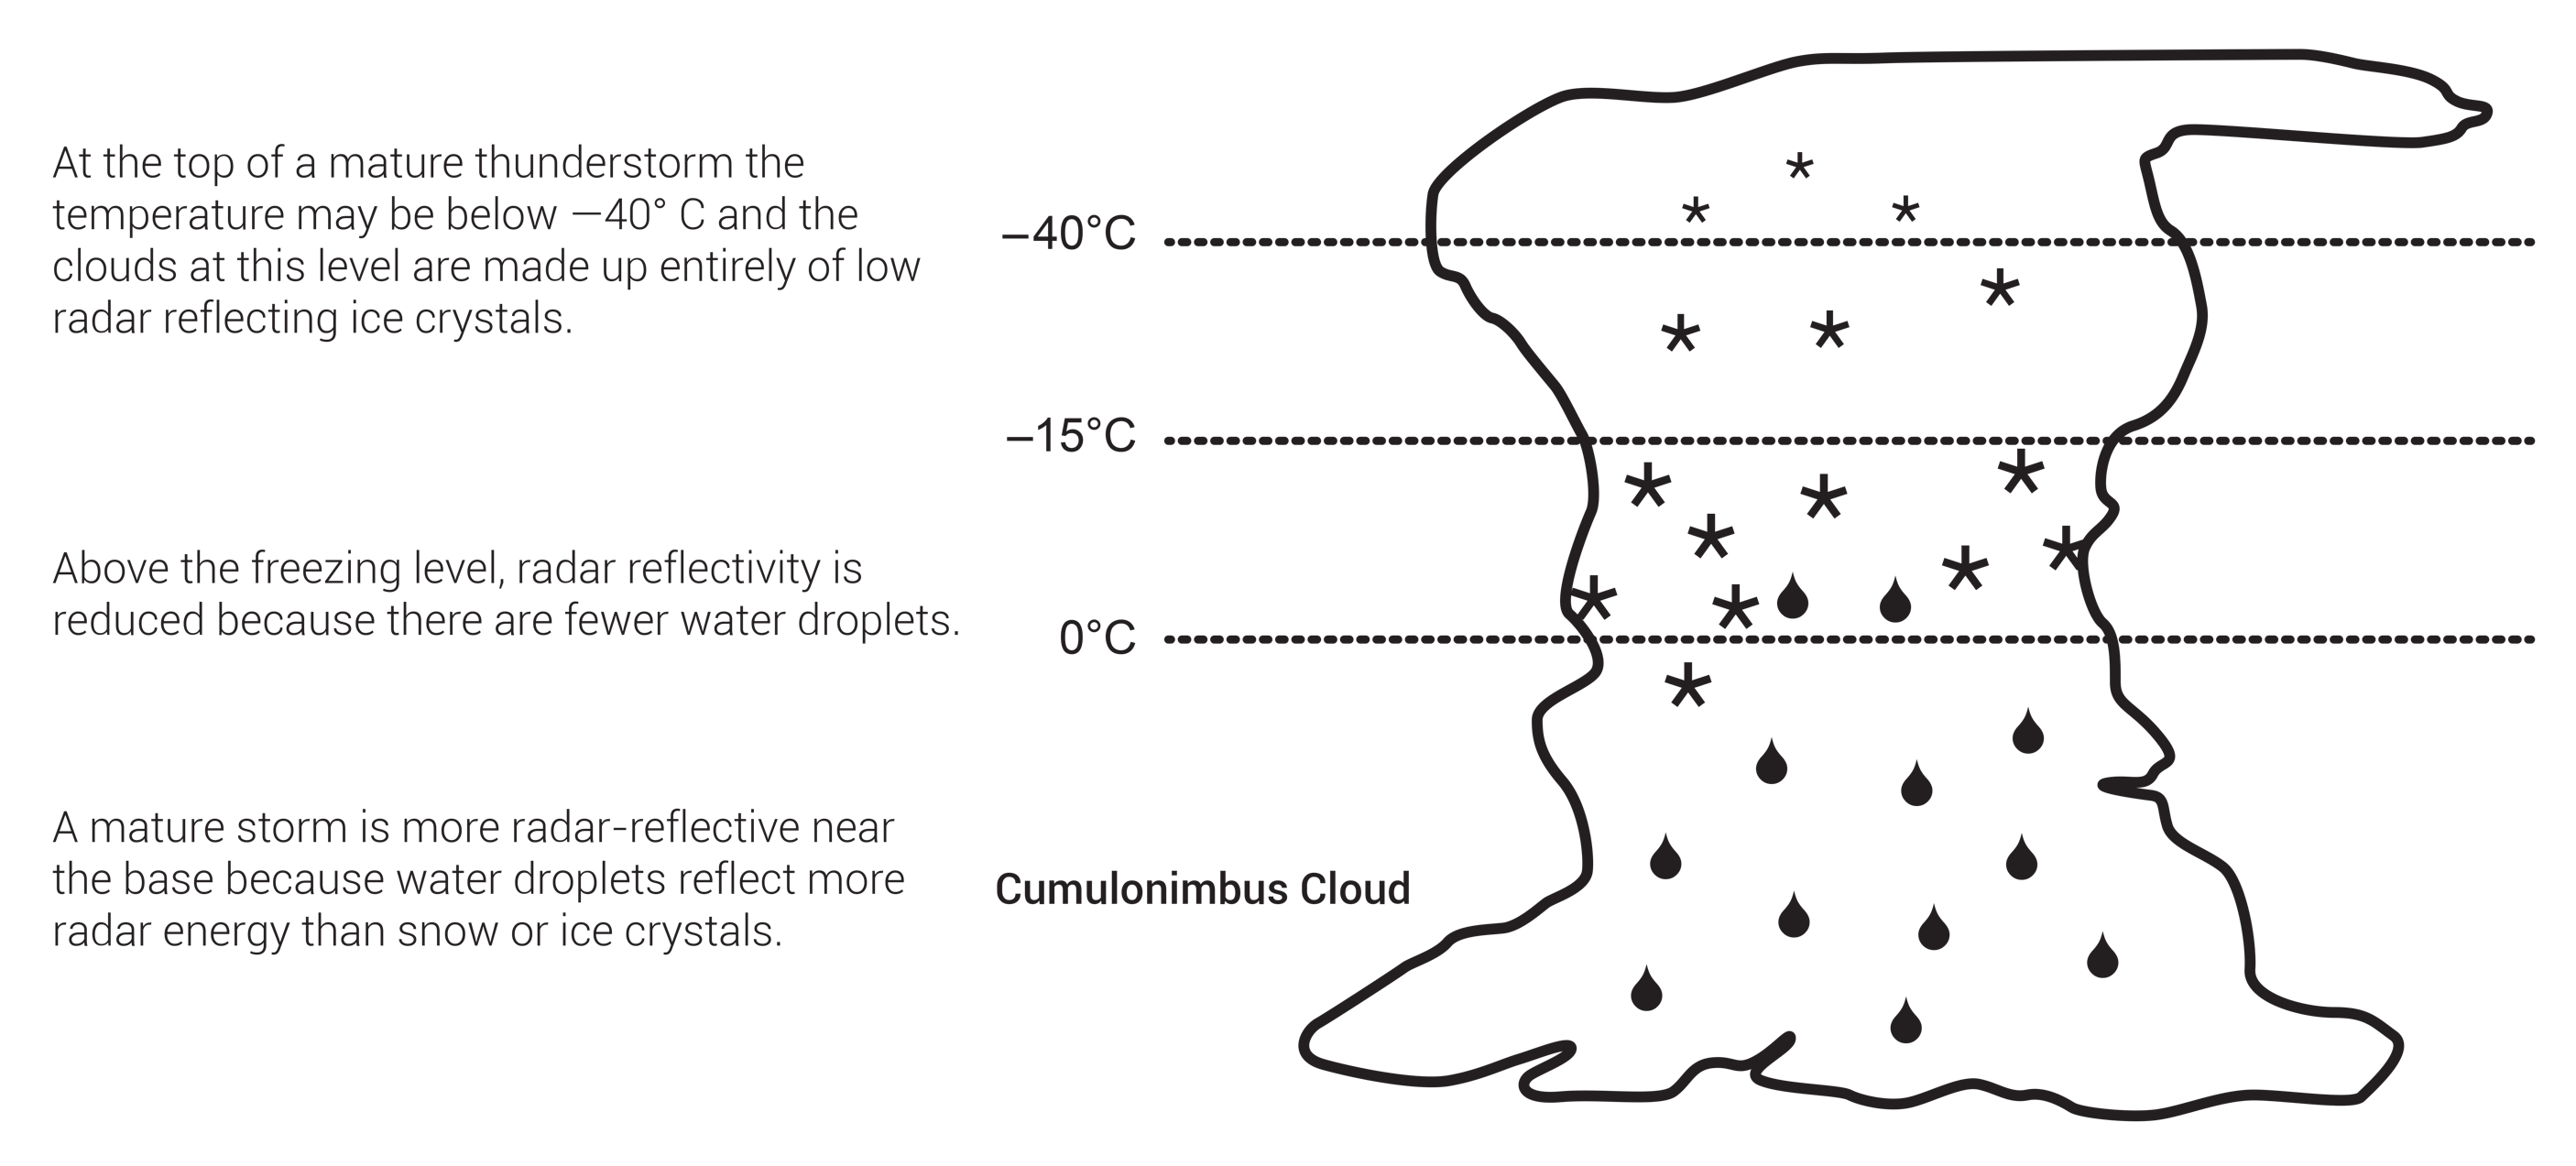 At the top of a mature thunderstorm the
temperature may be below —40° C and the
clouds at this level are made up entirely of low
radar reflecting ice crystals.
–40°C
–15°C
Above the freezing level, radar reflectivity is
reduced because there are fewer water droplets.
0°C
A mature storm is more radar-reflective near
the base because water droplets reflect more
radar energy than snow or ice crystals.
Cumulonimbus Cloud